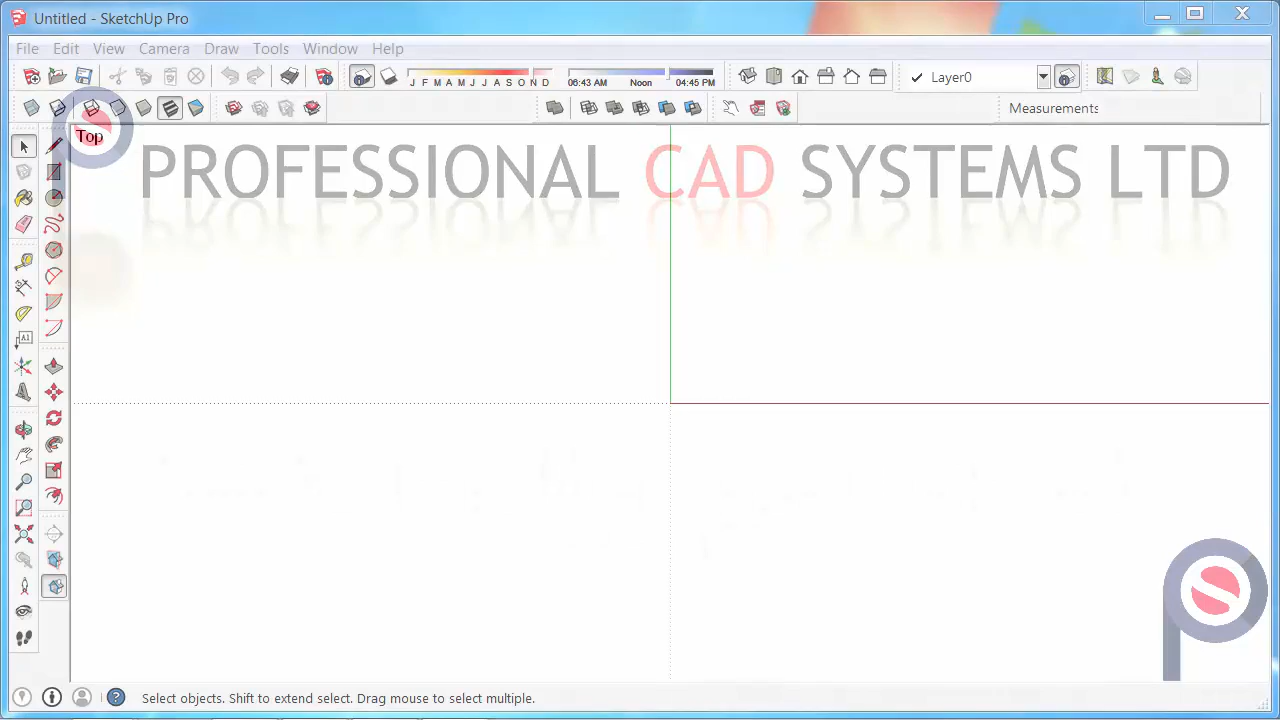 Untitled - SketchUp Pro
File Edit View Camera Draw Tools Window Help
J F M A M J J A S O N D
06:43 AM Noon 04:45 PM
Layer0
Measurements
Top
PROFESSIONAL CAD SYSTEMS LTD
A1
Select objects. Shift to extend select. Drag mouse to select multiple.